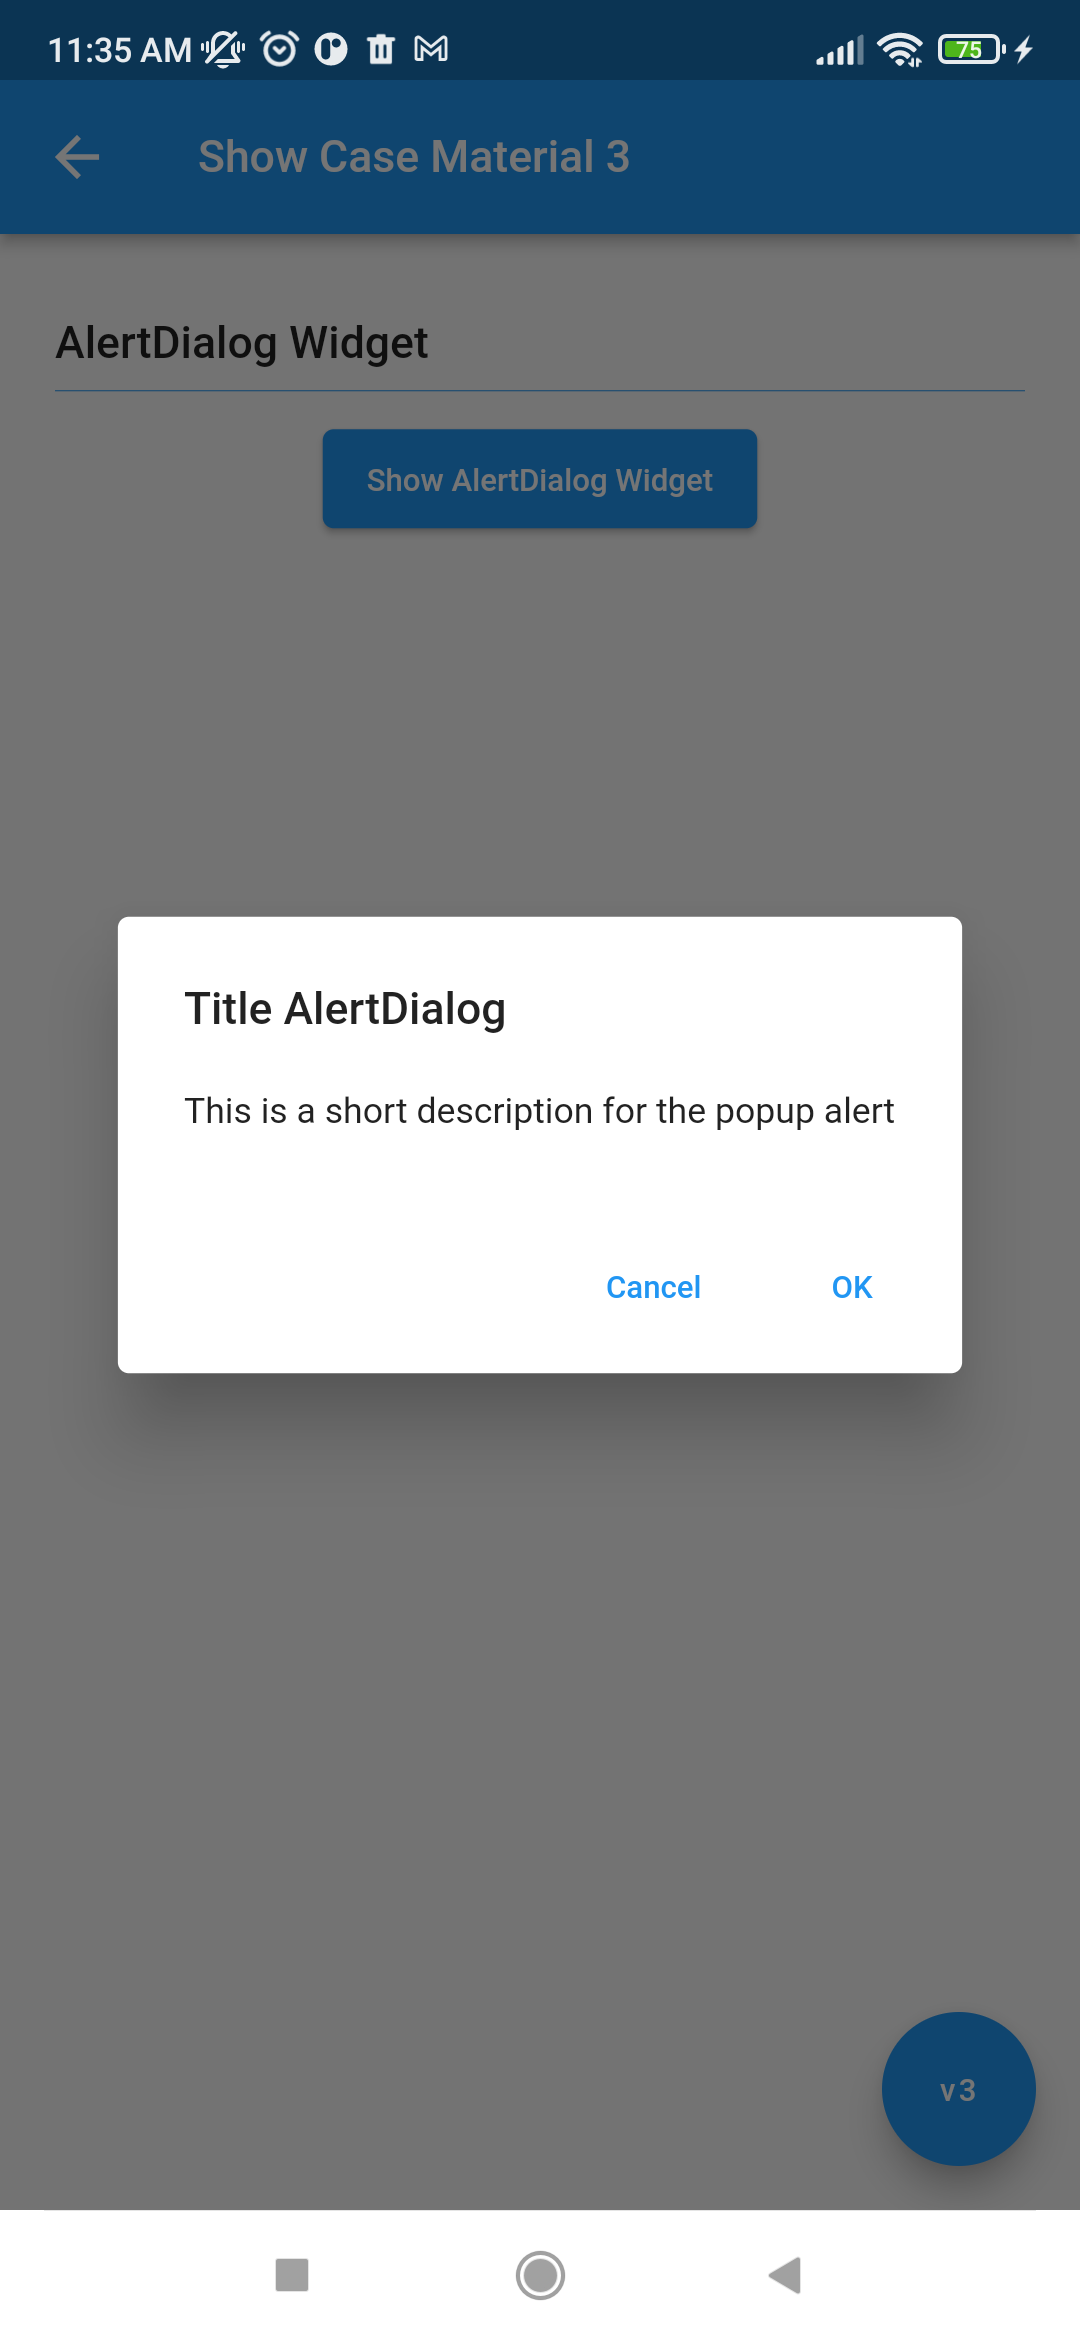 11:35 AM
75
Show Case Material 3
AlertDialog Widget
Show AlertDialog Widget
Title AlertDialog
This is a short description for the popup alert
Cancel OK
v3